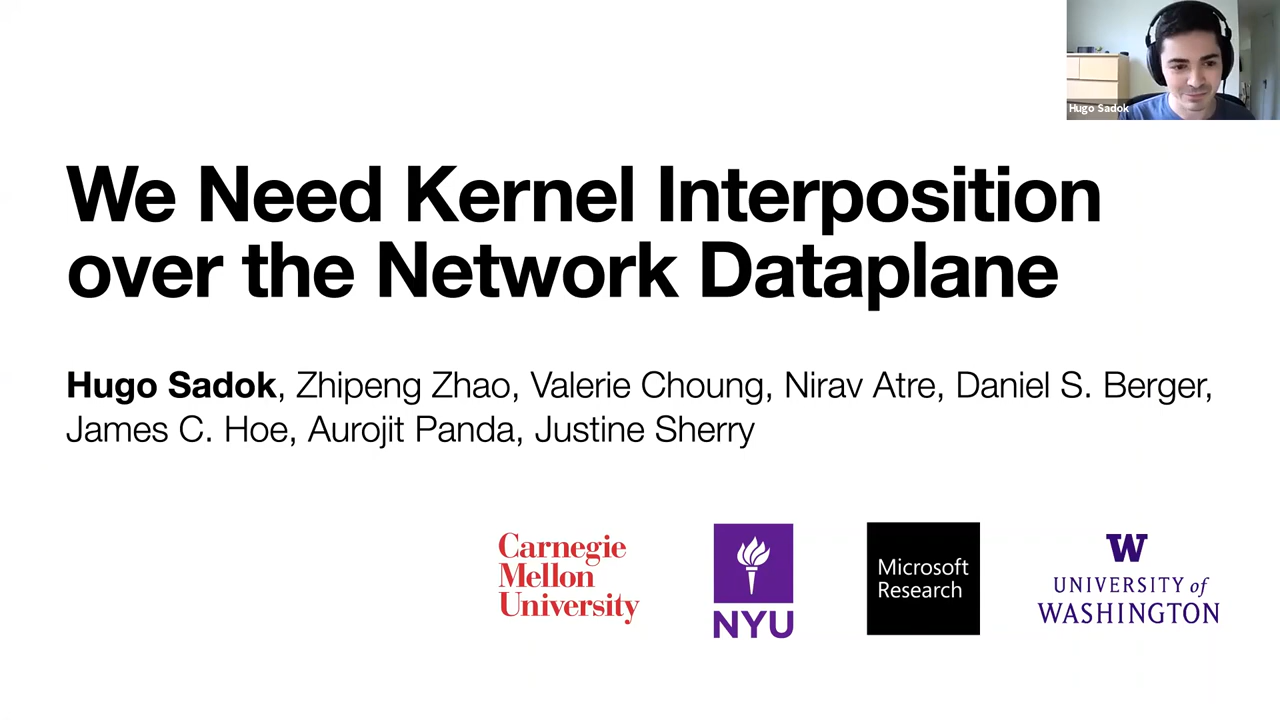 Hugo Sadok
We Need Kernel Interposition
over the Network Dataplane
Hugo Sadok, Zhipeng Zhao, Valerie Choung, Nirav Atre, Daniel S. Berger,
James C. Hoe, Aurojit Panda, Justine Sherry
Carnegie
Mellon
University
NYU
Microsoft
Research
W
UNIVERSITY of
WASHINGTON